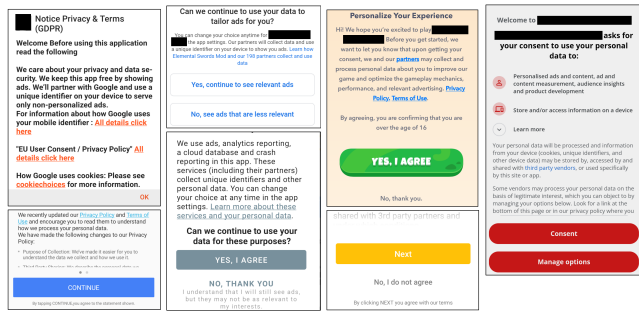 Notice Privacy & Terms
(GDPR)
Welcome Before using this application
read the following
We care about your privacy and data se-
curity. We keep this app free by showing
ads. We'll partner with Google and use a
unique identifier on your device to serve
only non-personalized ads.
For information about how Google uses
your mobile identifier : All details click
here
"EU User Consent / Privacy Policy" All
details click here
How Google uses cookies: Please see
cookiechoices for more information.
OK
We recently updated our Privacy Policy and Terms of
Use and encourage you to read them to understand
how we process your personal data.
We have made the following changes to our Privacy
Policy:
• Purpose of Collection: We've made it easier for you to
understand the data we collect and how we use it.
CONTINUE
By tapping CONTINUE,you agree to the statement shown.
Can we continue to use your data to
tailor ads for you?
You can change your choice anytime for
the app settings. Our partners will collect data and use
a unique identifier on your device to show you ads. Learn how
Elemental Swords Mod and our 198 partners collect and use
data
Yes, continue to see relevant ads
No, see ads that are less relevant
We use ads, analytics reporting,
a cloud database and crash
reporting in this app. These
services (including their partners)
collect unique identifiers and other
personal data. You can change
your choice at any time in the app
settings. Learn more about these
services and your personal data.
Can we continue to use your
data for these purposes?
YES, I AGREE
NO, THANK YOU
I understand that I will still see ads,
but they may not be as relevant to
my interests.
Personalize Your Experience
Hi! We hope you're excited to play
Before you get started, we
want to let you know that upon getting your
consent, we and our partners may collect and
process personal data about you to improve our
game and optimize the gameplay mechanics,
performance, and relevant advertising. Privacy
Policy, Terms of Use.
By agreeing, you are confirming that you are
over the age of 16
YES. I AGREE
No, thank you.
shared with 3rd party partners and
Next
No, I do not agree
By clicking NEXT you agree with our terms
Welcome to
asks for
your consent to use your personal
data to:
Personalised ads and content, ad and
content measurement, audience insights
and product development
Store and/or access information on a device
Learn more
Your personal data will be processed and information
from your device (cookies, unique identifiers, and
other device data) may be stored by, accessed by and
shared with third party vendors, or used specifically
by this site or app.
Some vendors may process your personal data on the
basis of legitimate interest, which you can object to by
managing your options below. Look for a link at the
bottom of this page or in our privacy policy where you
Consent
Manage options